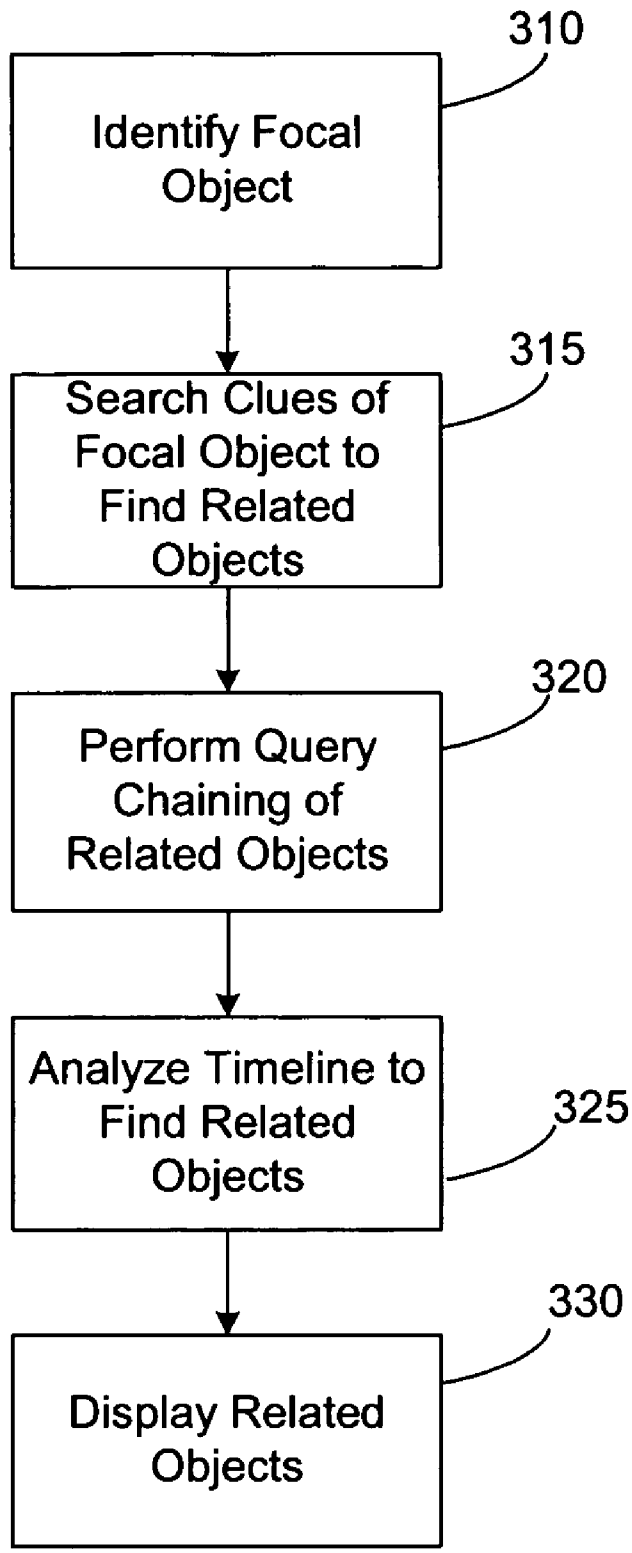 310
Identify Focal
Object
315
Search Clues of
Focal Object to
Find Related
Objects
320
Perform Query
Chaining of
Related Objects
Analyze Timeline to
Find Related
Objects
325
330
Display Related
Objects